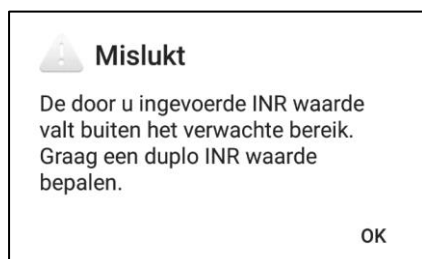 Mislukt
De door u ingevoerde INR waarde
valt buiten het verwachte bereik.
Graag een duplo INR waarde
bepalen.
OK